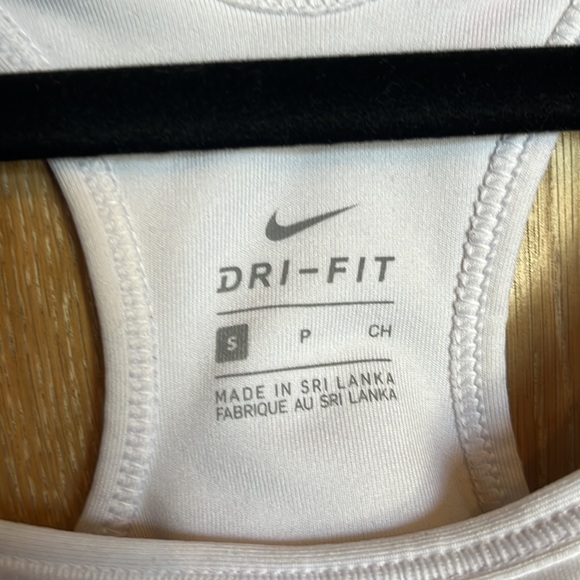 DRI-FIT
S P CH
MADE IN SRI LANKA
FABRIQUE AU SRI LANKA